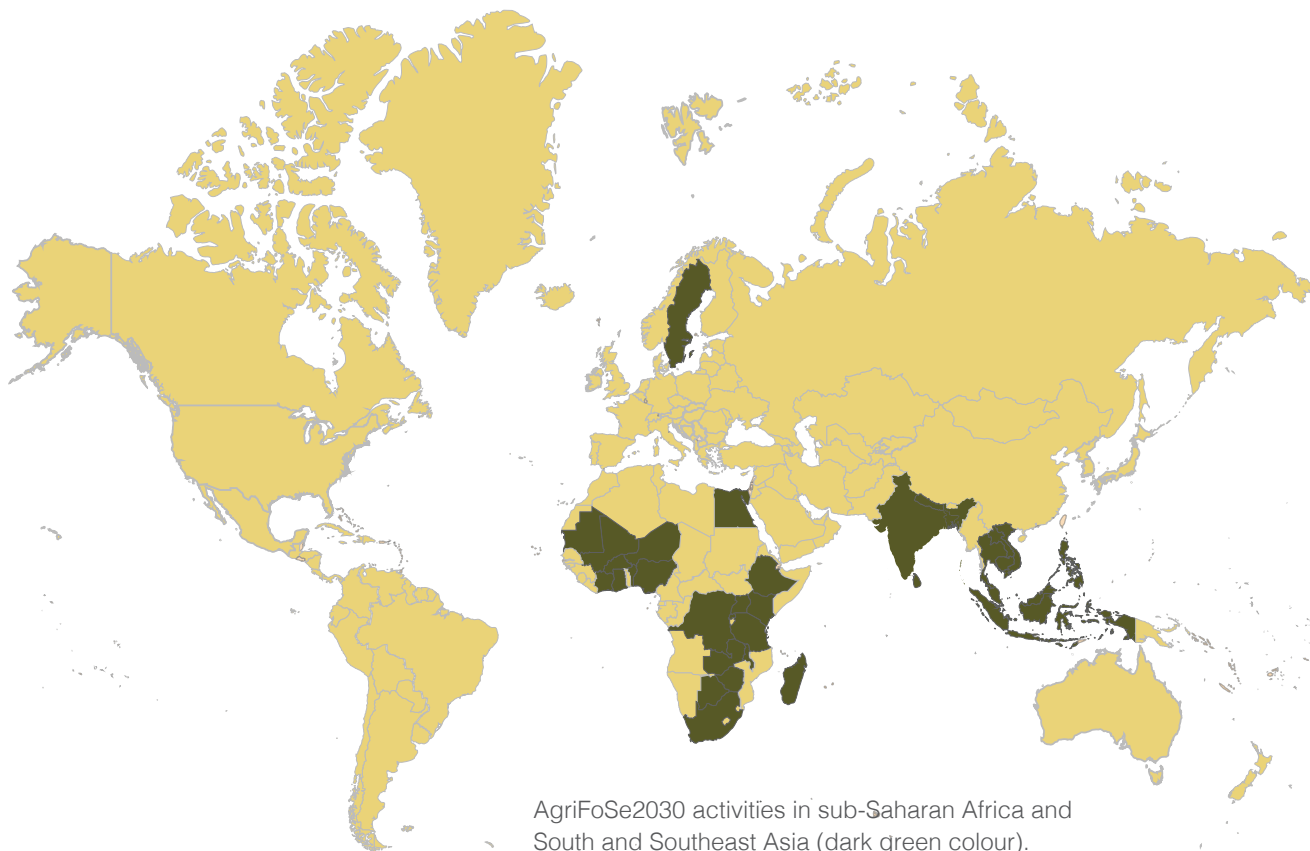 AgriFoSe2030 activities in sub-Saharan Africa and
South and Southeast Asia (dark green colour).